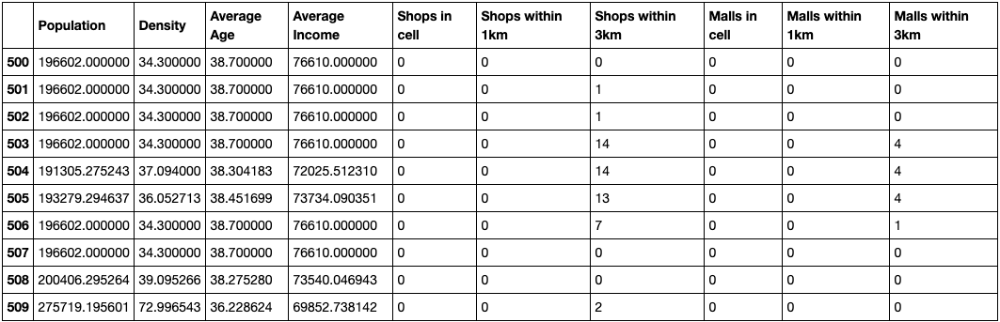 Population Density Average Age Average Income Shops in cell Shops within 1km Shops within 3km Malls in cell Malls within 1km Malls within 3km
500 196602.000000 34.300000 38.700000 76610.000000 0 0 0 0 0 0
501 196602.000000 34.300000 38.700000 76610.000000 0 0 1 0 0 0
502 196602.000000 34.300000 38.700000 76610.000000 0 0 1 0 0 0
503 196602.000000 34.300000 38.700000 76610.000000 0 0 14 0 0 4
504 191305.275243 37.094000 38.304183 72025.512310 0 0 14 0 0 4
505 193279.294637 36.052713 38.451699 73734.090351 0 0 13 0 0 4
506 196602.000000 34.300000 38.700000 76610.000000 0 0 7 0 0 1
507 196602.000000 34.300000 38.700000 76610.000000 0 0 0 0 0 0
508 200406.295264 39.095266 38.275280 73540.046943 0 0 0 0 0 0
509 275719.195601 72.996543 36.228624 69852.738142 0 0 2 0 0 0